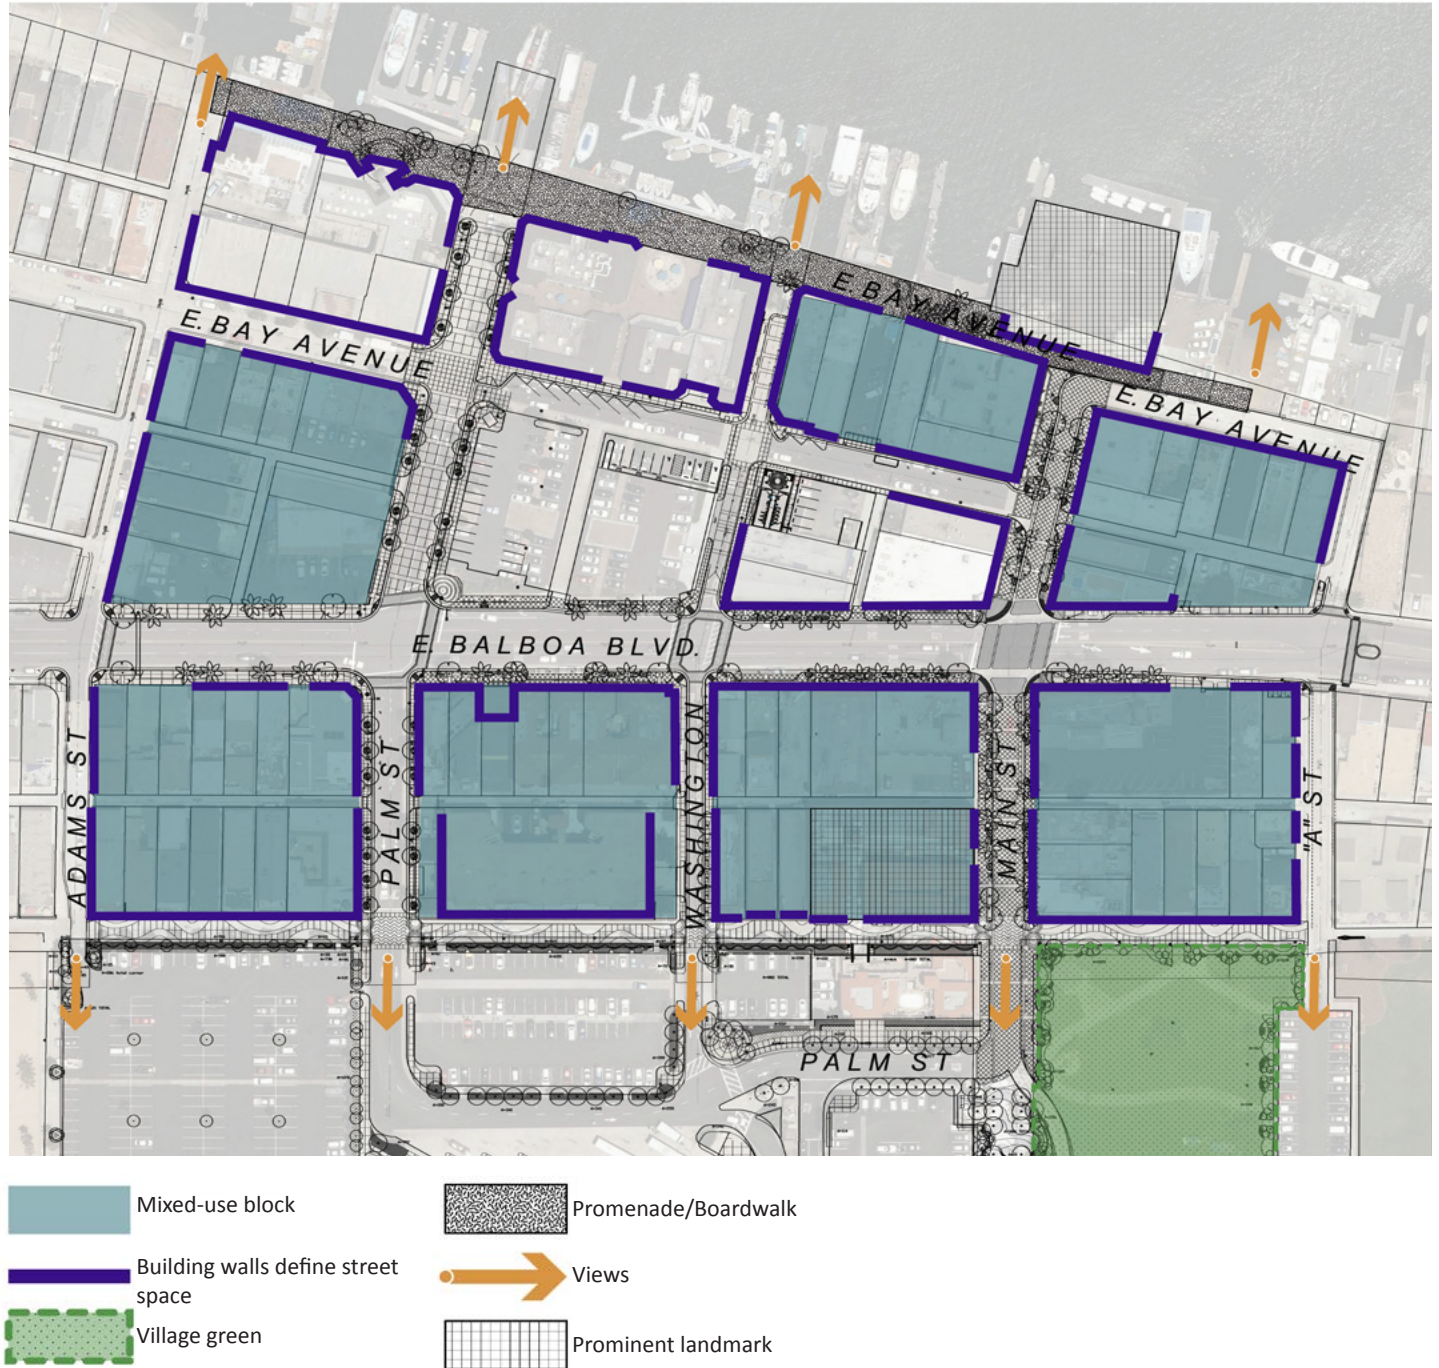 E. BAY AVENUE
E. BAY AVENUE
E. BAY AVENUE
E. BALBOA BLVD.
ADAMS ST
PALM ST
WASHINGTON
MAIN ST
"A" ST
PALM ST
Mixed-use block
Promenade/Boardwalk
Building walls define street
space
Views
Village green
Prominent landmark